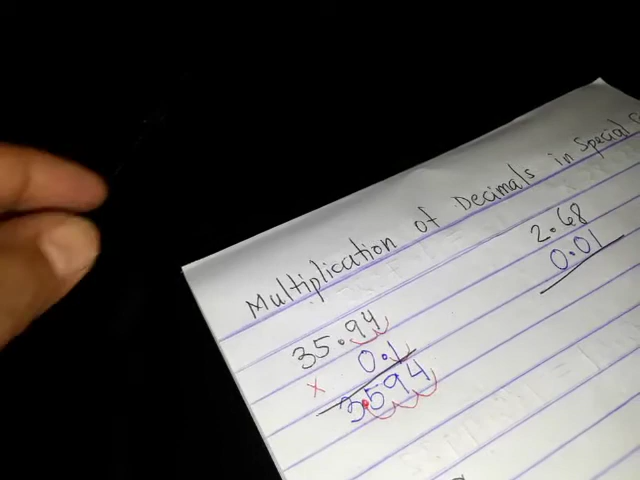 Multiplication of Decimals in Special
35.94
x 0.1
3.594
2.68
0.01